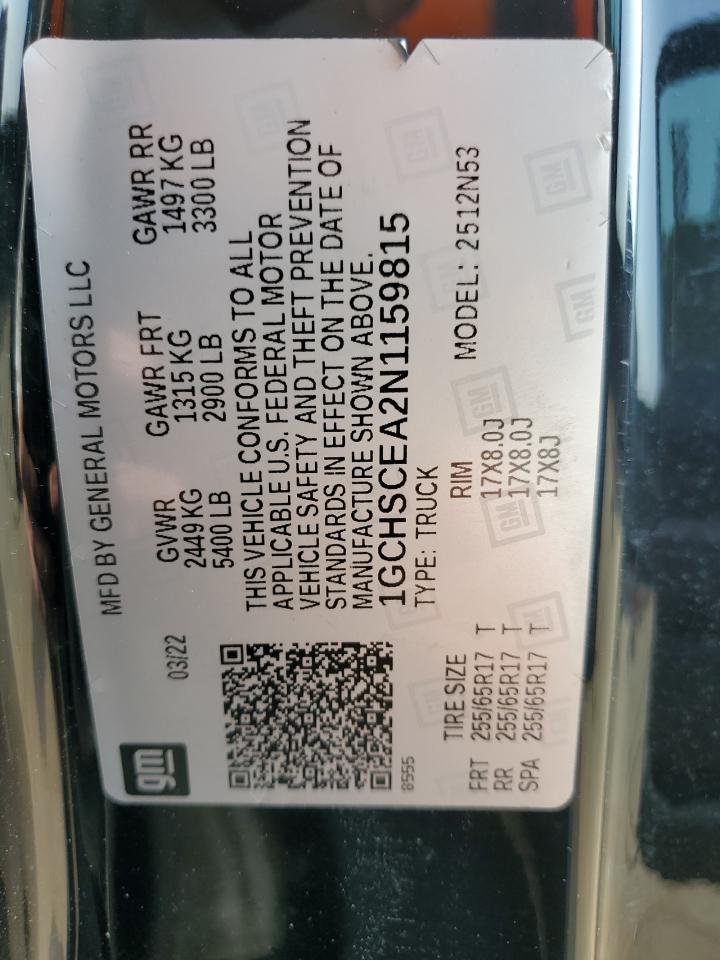 gm
MFD BY GENERAL MOTORS LLC
03/22
GVWR GAWR FRT GAWR RR
2449 KG 1315 KG 1497 KG
5400 LB 2900 LB 3300 LB
THIS VEHICLE CONFORMS TO ALL
APPLICABLE U.S. FEDERAL MOTOR
VEHICLE SAFETY AND THEFT PREVENTION
STANDARDS IN EFFECT ON THE DATE OF
MANUFACTURE SHOWN ABOVE.
1GCHSCEA2N1159815
8555
TYPE: TRUCK MODEL: 2512N53
TIRE SIZE RIM
FRT 255/65R17 T 17X8.0J
RR 255/65R17 T 17X8.0J
SPA 255/65R17 T 17X8J